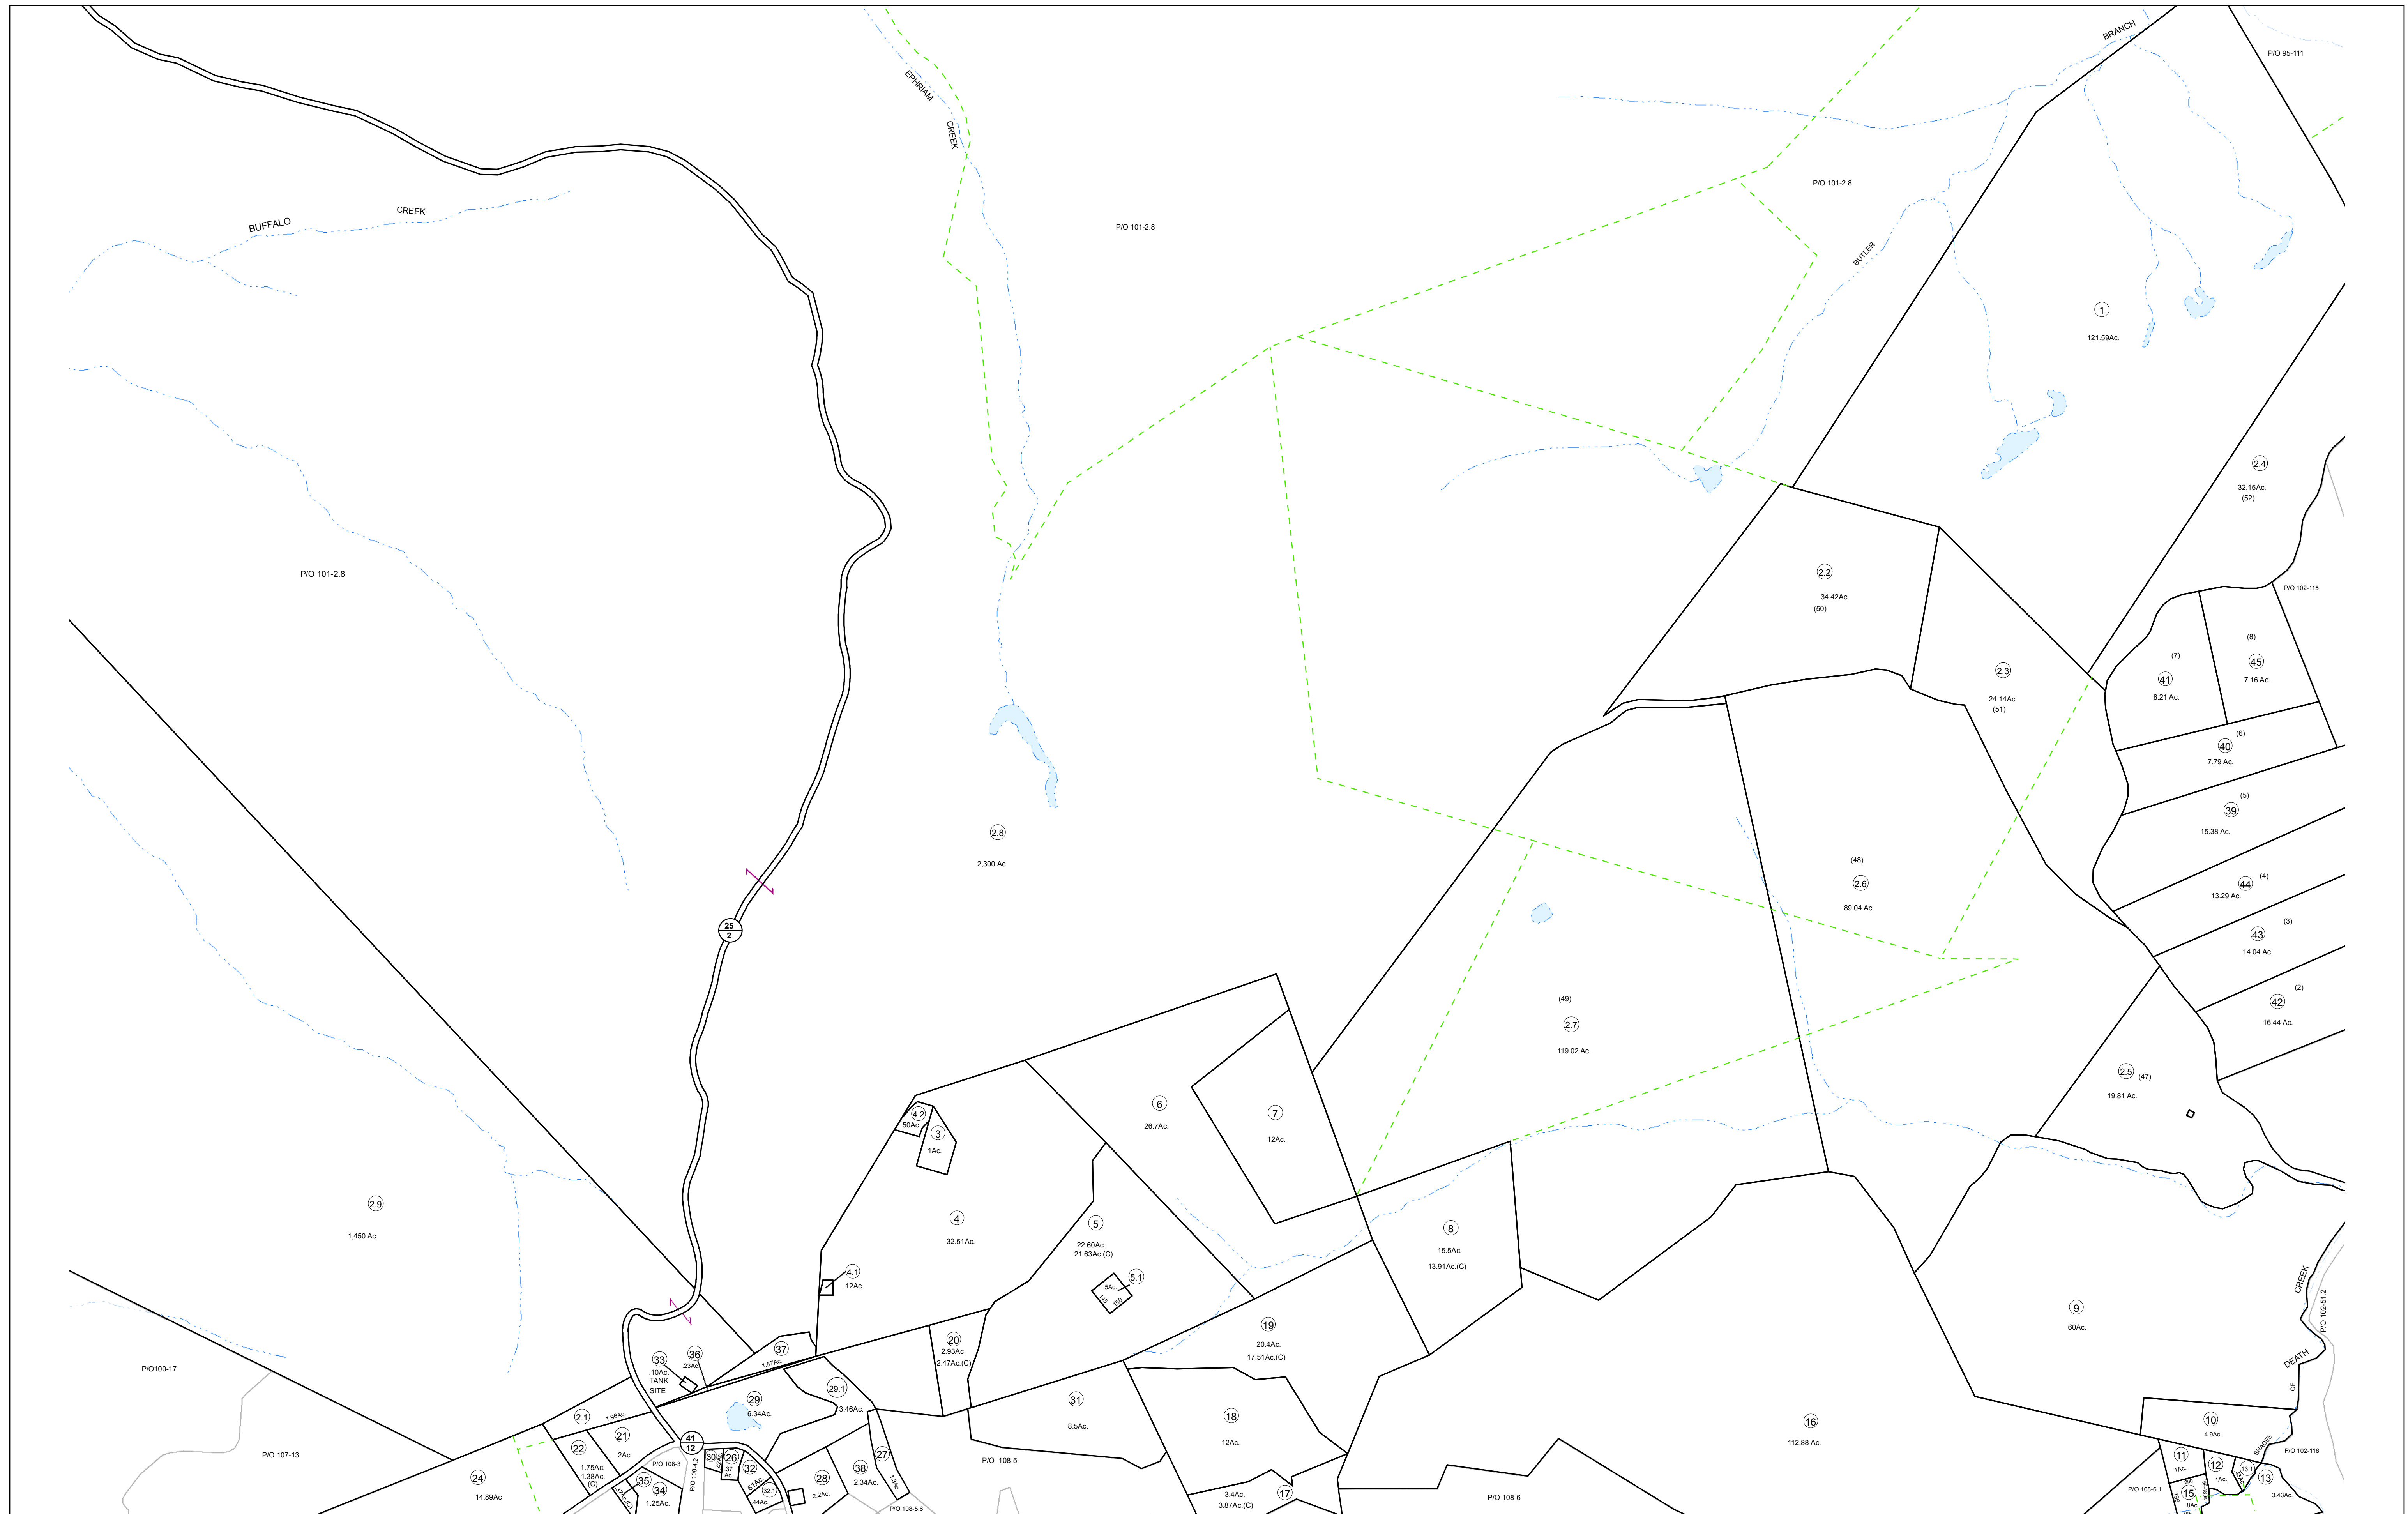 BRANCH
P/O 95-111
EPHRIAM
CREEK
BUFFALO
CREEK
P/O 101-2.8
P/O 101-2.8
BUTLER
1
121.59Ac.
2.4
32.15Ac.
(52)
P/O 101-2.8
2.2
34.42Ac.
(50)
P/O 102-115
(8)
45
7.16 Ac.
(7)
41
8.21 Ac.
2.3
24.14Ac.
(51)
(6)
40
7.79 Ac.
(5)
39
15.38 Ac.
2.8
2,300 Ac.
(48)
2.6
89.04 Ac.
(4)
44
13.29 Ac.
(3)
43
14.04 Ac.
25
2
(2)
42
16.44 Ac.
(49)
2.7
119.02 Ac.
2.5
(47)
19.81 Ac.
4.2
.50Ac.
3
1Ac.
6
26.7Ac.
7
12Ac.
2.9
1,450 Ac.
4
32.51Ac.
5
22.60Ac.
21.63Ac.(C)
8
15.5Ac.
13.91Ac.(C)
4.1
.12Ac.
5.1
.5Ac.
145
150
CREEK
P/O 102-51.2
9
60Ac.
19
20.4Ac.
17.51Ac.(C)
20
2.93Ac
2.47Ac.(C)
37
1.57Ac.
36
.23Ac.
33
.10Ac.
TANK
SITE
P/O100-17
DEATH
OF
29
6.34Ac.
29.1
3.46Ac.
31
8.5Ac.
18
12Ac.
16
112.88 Ac.
10
4.9Ac.
2.1
1.96Ac.
21
2Ac.
22
1.75Ac.
1.38Ac.
(C)
41
12
P/O 107-13
P/O 108-3
P/O 108-4.2
30
26
.37
Ac.
32
.61Ac.
32.1
.44Ac.
28
2.2Ac.
38
2.34Ac.
27
1.3Ac.
P/O 108-5
SHADES
P/O 102-118
11
1Ac.
12
1Ac.
13.1
13
3.43Ac.
24
14.89Ac
35
.37Ac.(C)
34
1.25Ac.
P/O 108-5.6
3.4Ac.
3.87Ac.(C)
17
P/O 108-6
P/O 108-6.1
15
.8Ac.